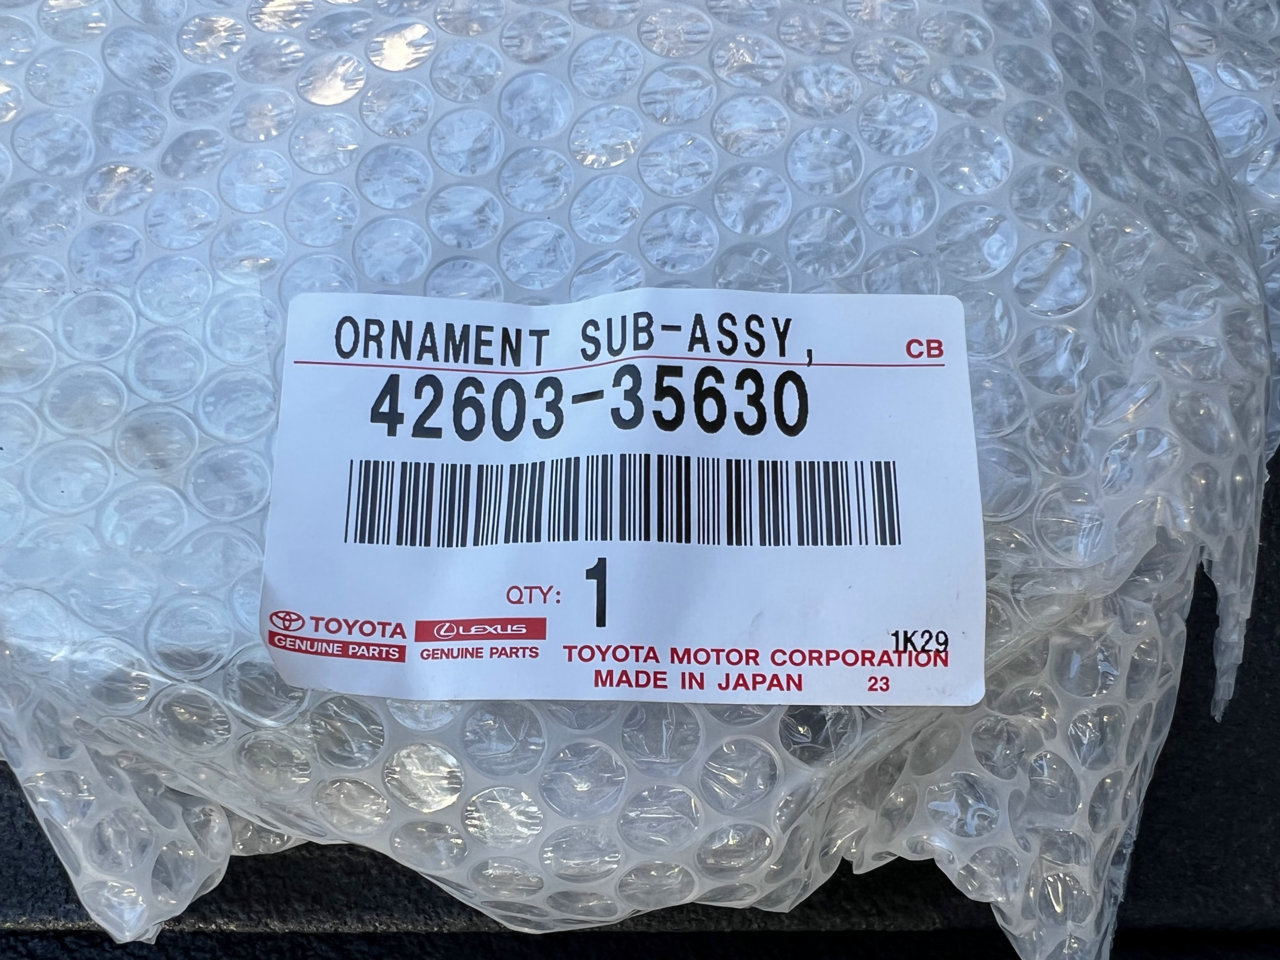 ORNAMENT SUB-ASSY,
CB
42603-35630
QTY: 1
TOYOTA
GENUINE PARTS
LEXUS
GENUINE PARTS
1K29
TOYOTA MOTOR CORPORATION
MADE IN JAPAN 23